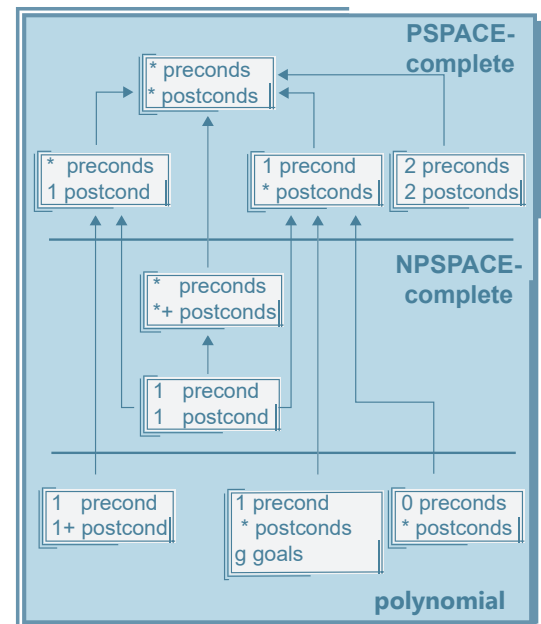 PSPACE-
complete
* preconds
* postconds
* preconds
1 postcond
1 precond
* postconds
2 preconds
2 postconds
NPSPACE-
complete
* preconds
*+ postconds
1 precond
1 postcond
1 precond
1+ postcond
1 precond
* postconds
g goals
0 preconds
* postconds
polynomial